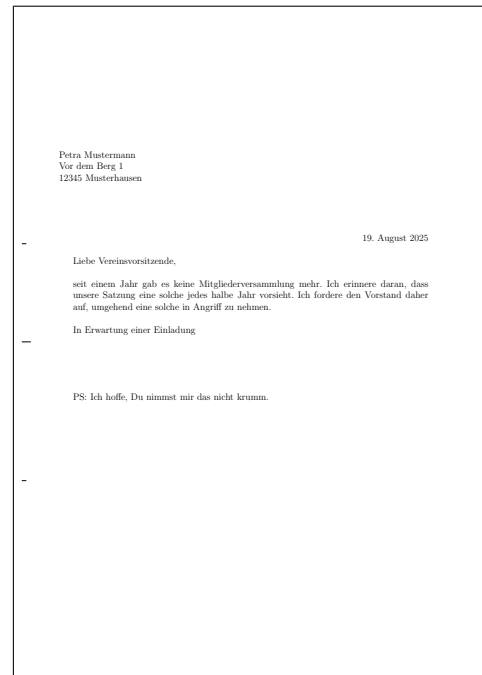 Petra Mustermann
Vor dem Berg 1
12345 Musterhausen
19. August 2025
Liebe Vereinsvorsitzende,
seit einem Jahr gab es keine Mitgliederversammlung mehr. Ich erinnere daran, dass
unsere Satzung eine solche jedes halbe Jahr vorsieht. Ich fordere den Vorstand daher
auf, umgehend eine solche in Angriff zu nehmen.
In Erwartung einer Einladung
PS: Ich hoffe, Du nimmst mir das nicht krumm.